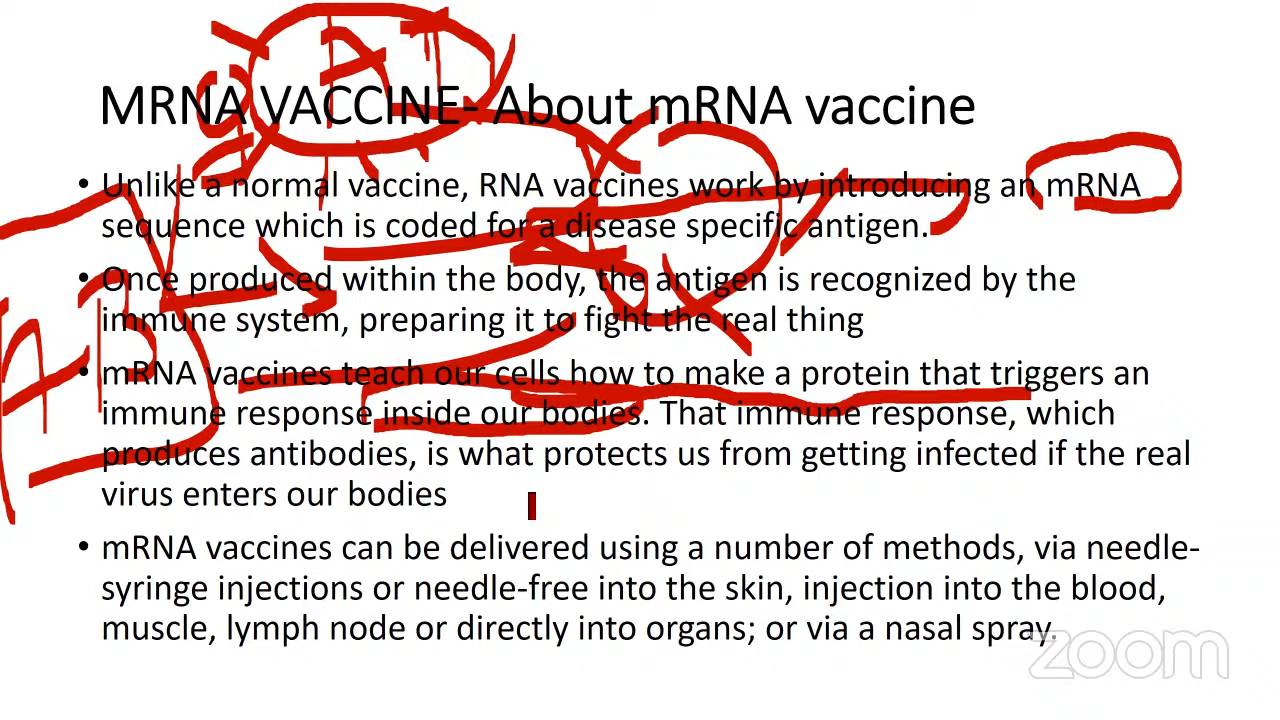 MRNA VACCINE- About mRNA vaccine
• Unlike a normal vaccine, RNA vaccines work by introducing an mRNA
sequence which is coded for a disease specific antigen.
• Once produced within the body, the antigen is recognized by the
immune system, preparing it to fight the real thing
• mRNA vaccines teach our cells how to make a protein that triggers an
immune response inside our bodies. That immune response, which
produces antibodies, is what protects us from getting infected if the real
virus enters our bodies
• mRNA vaccines can be delivered using a number of methods, via needle-
syringe injections or needle-free into the skin, injection into the blood,
muscle, lymph node or directly into organs; or via a nasal spray.
zoom